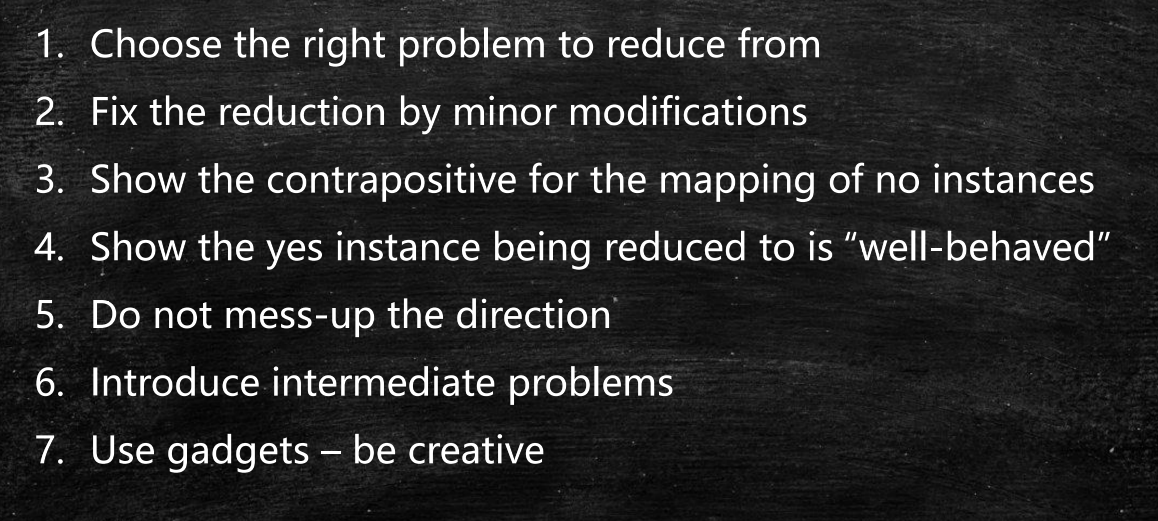 1. Choose the right problem to reduce from
2. Fix the reduction by minor modifications
3. Show the contrapositive for the mapping of no instances
4. Show the yes instance being reduced to is “well-behaved”
5. Do not mess-up the direction
6. Introduce intermediate problems
7. Use gadgets – be creative